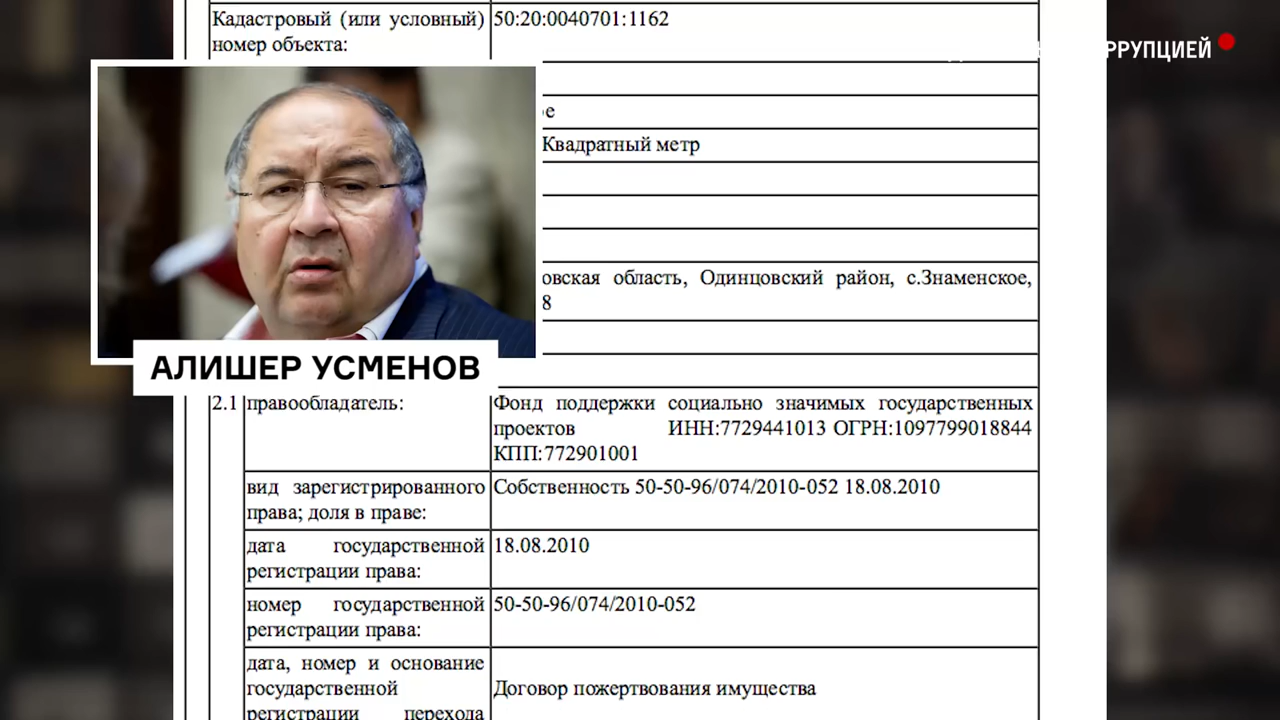 Кадастровый (или условный) номер объекта:
50:20:0040701:1162
РРУПЦИЕЙ
Квадратный метр
овская область, Одинцовский район, с.Знаменское,
8
АЛИШЕР УСМЕНОВ
2.1 правообладатель:
Фонд поддержки социально значимых государственных
проектов ИНН:7729441013 ОГРН:1097799018844
КПП:772901001
вид зарегистрированного
права; доля в праве:
Собственность 50-50-96/074/2010-052 18.08.2010
дата государственной
регистрации права:
18.08.2010
номер государственной
регистрации права:
50-50-96/074/2010-052
дата, номер и основание
государственной
регистрации перехода
Договор пожертвования имущества